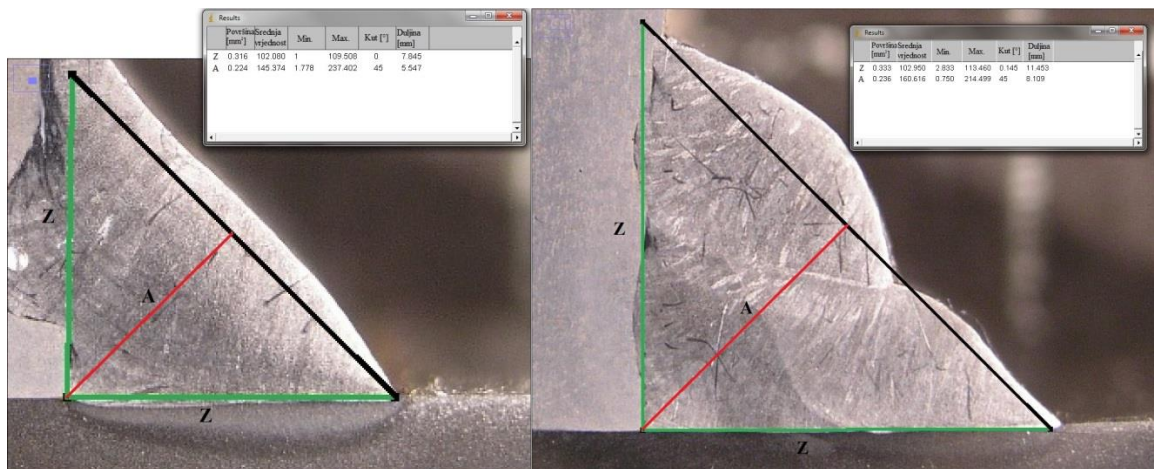 Results
Površina Srednja Min. Max. Kut [°] Duljina
[mm²] vrjednost [mm]
Z 0.316 102.080 1 109.508 0 7.845
A 0.224 145.374 1.778 237.402 45 5.547
Z
A
Z
Results
Površina Srednja Min. Max. Kut [°] Duljina
[mm²] vrjednost [mm]
Z 0.333 102.950 2.833 113.460 0.145 11.453
A 0.236 160.616 0.750 214.499 45 8.109
Z
A
Z